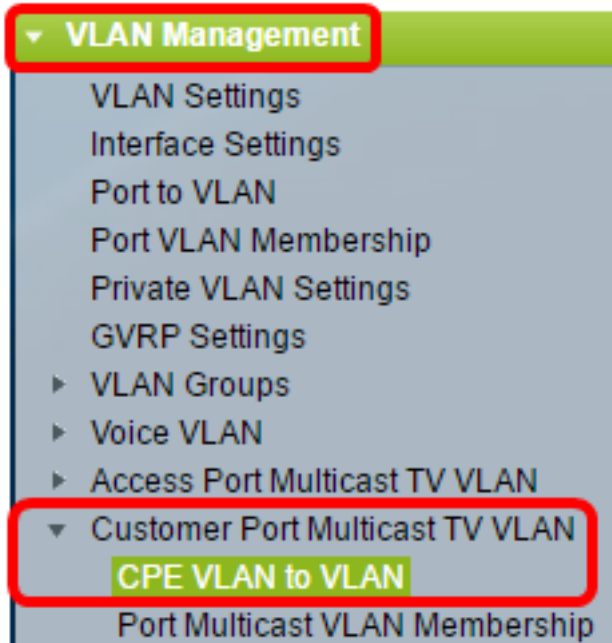 VLAN Management
VLAN Settings
Interface Settings
Port to VLAN
Port VLAN Membership
Private VLAN Settings
GVRP Settings
VLAN Groups
Voice VLAN
Access Port Multicast TV VLAN
Customer Port Multicast TV VLAN
CPE VLAN to VLAN
Port Multicast VLAN Membership